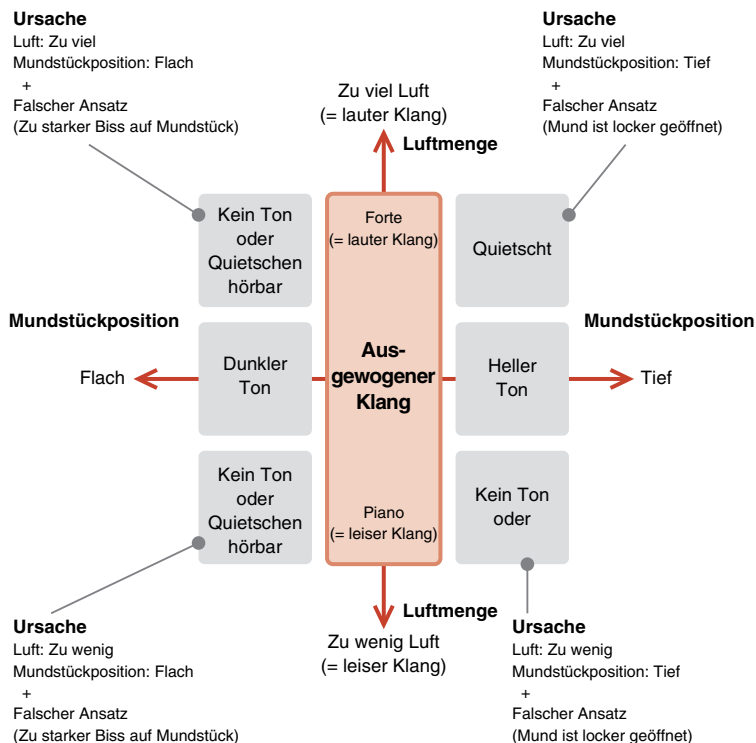 Ursache
Luft: Zu viel
Mundstückposition: Flach
+
Falscher Ansatz
(Zu starker Biss auf Mundstück)
Ursache
Luft: Zu viel
Mundstückposition: Tief
+
Falscher Ansatz
(Mund ist locker geöffnet)
Zu viel Luft
(= lauter Klang)
Luftmenge
Kein Ton
oder
Quietschen
hörbar
Forte
(= lauter Klang)
Quietscht
Mundstückposition
Mundstückposition
Flach
Dunkler
Ton
Aus-
gewogener
Klang
Heller
Ton
Tief
Kein Ton
oder
Quietschen
hörbar
Piano
(= leiser Klang)
Kein Ton
oder
Luftmenge
Zu wenig Luft
(= leiser Klang)
Ursache
Luft: Zu wenig
Mundstückposition: Flach
+
Falscher Ansatz
(Zu starker Biss auf Mundstück)
Ursache
Luft: Zu wenig
Mundstückposition: Tief
+
Falscher Ansatz
(Mund ist locker geöffnet)